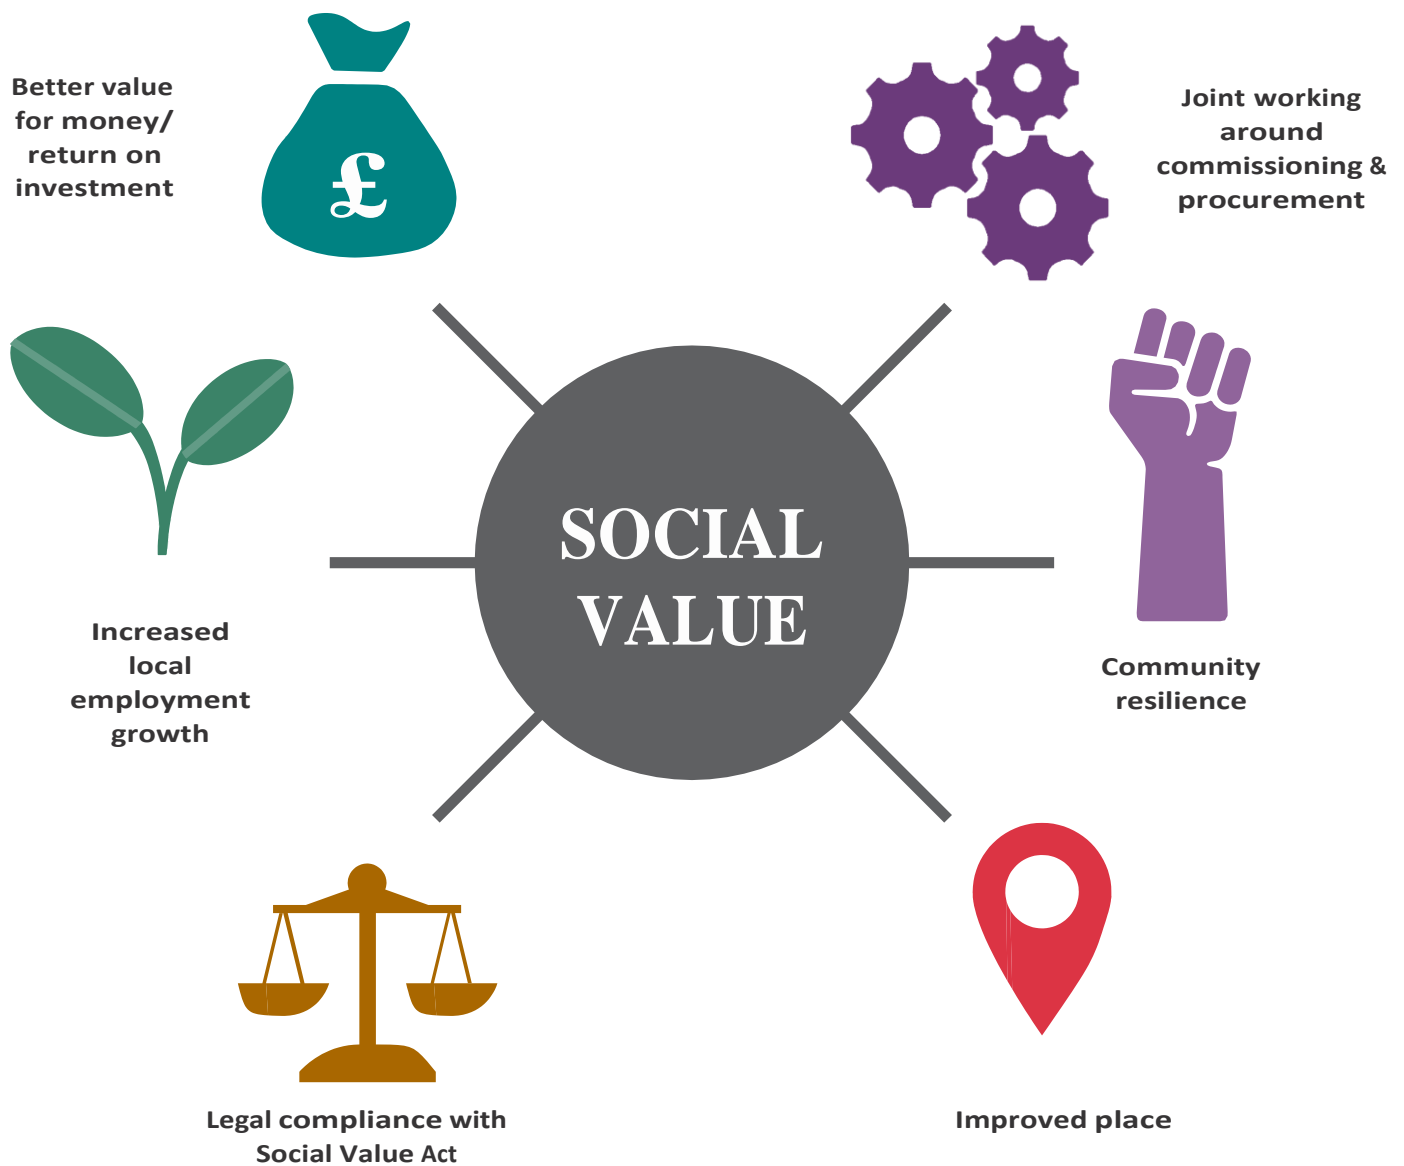 Better value
for money/
return on
investment
£
Joint working
around
commissioning &
procurement
SOCIAL
VALUE
Increased
local
employment
growth
Community
resilience
Legal compliance with
Social Value Act
Improved place